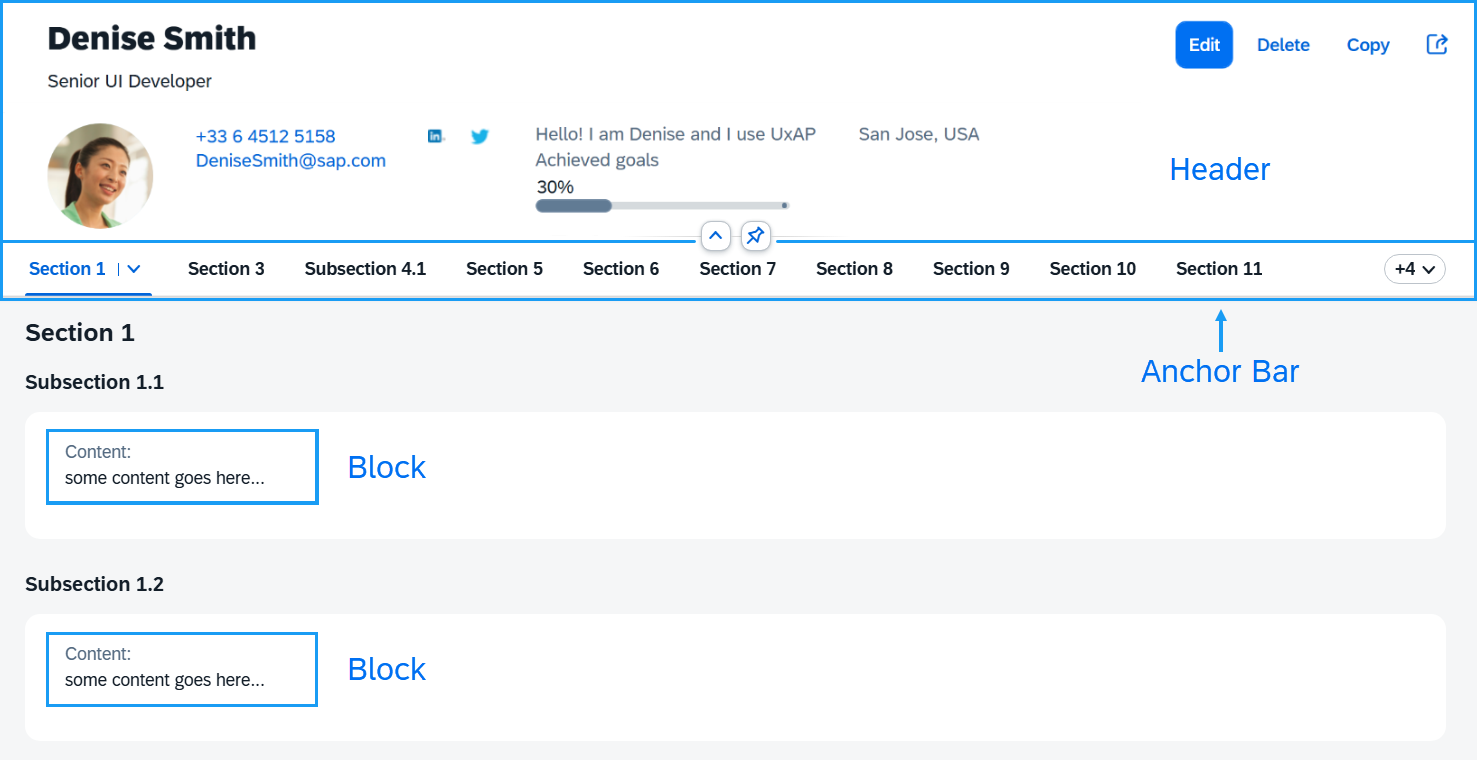 Denise Smith
Edit Delete Copy
Senior UI Developer
+33 6 4512 5158
DeniseSmith@sap.com
in
Hello! I am Denise and I use UxAP
Achieved goals
30%
San Jose, USA
Header
Section 1 Section 3 Subsection 4.1 Section 5 Section 6 Section 7 Section 8 Section 9 Section 10 Section 11 +4
Section 1
Anchor Bar
Subsection 1.1
Content:
some content goes here...
Block
Subsection 1.2
Content:
some content goes here...
Block